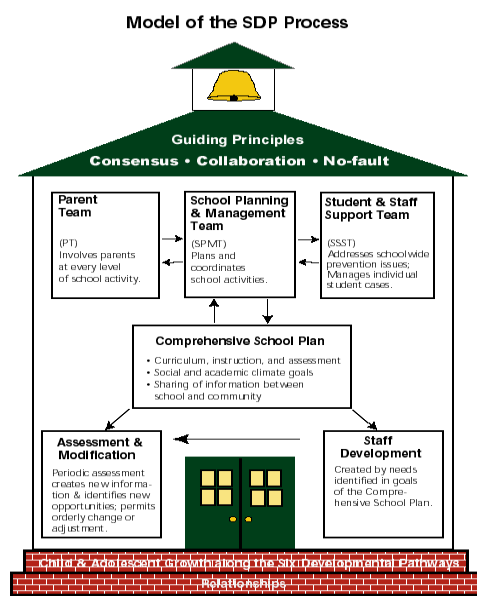 Model of the SDP Process
Guiding Principles
Consensus • Collaboration • No-fault
Parent
Team
(PT)
Involves parents
at every level
of school activity.
School Planning
& Management
Team
(SPMT)
Plans and
coordinates
school activities.
Student & Staff
Support Team
(SSST)
Addresses schoolwide
prevention issues;
Manages individual
student cases.
Comprehensive School Plan
• Curriculum, instruction, and assessment
• Social and academic climate goals
• Sharing of information between
school and community
Assessment &
Modification
Periodic assessment
creates new informa-
tion & identifies new
opportunities; permits
orderly change or
adjustment.
Staff
Development
Created by needs
identified in goals
of the Compre-
hensive School Plan.
Child & Adolescent Growth along the Six Developmental Pathways
Relationships